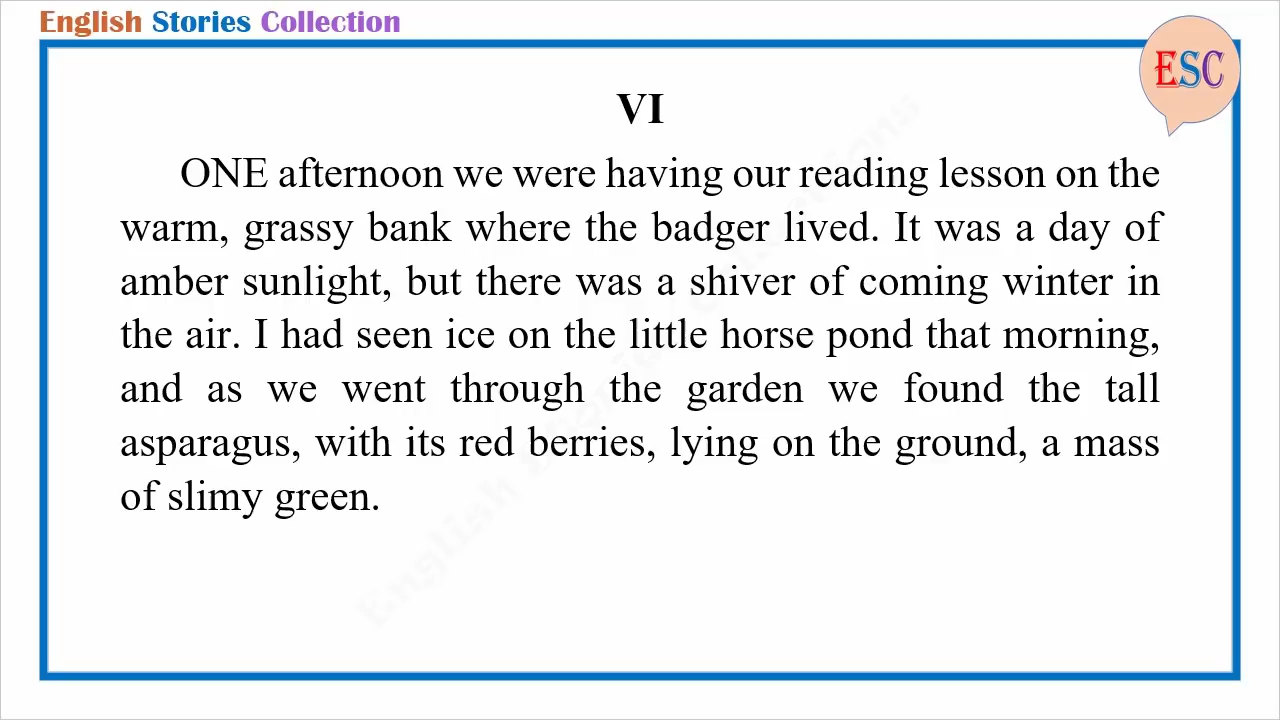 English Stories Collection
ESC
VI
ONE afternoon we were having our reading lesson on the
warm, grassy bank where the badger lived. It was a day of
amber sunlight, but there was a shiver of coming winter in
the air. I had seen ice on the little horse pond that morning,
and as we went through the garden we found the tall
asparagus, with its red berries, lying on the ground, a mass
of slimy green.
English Stories Collections